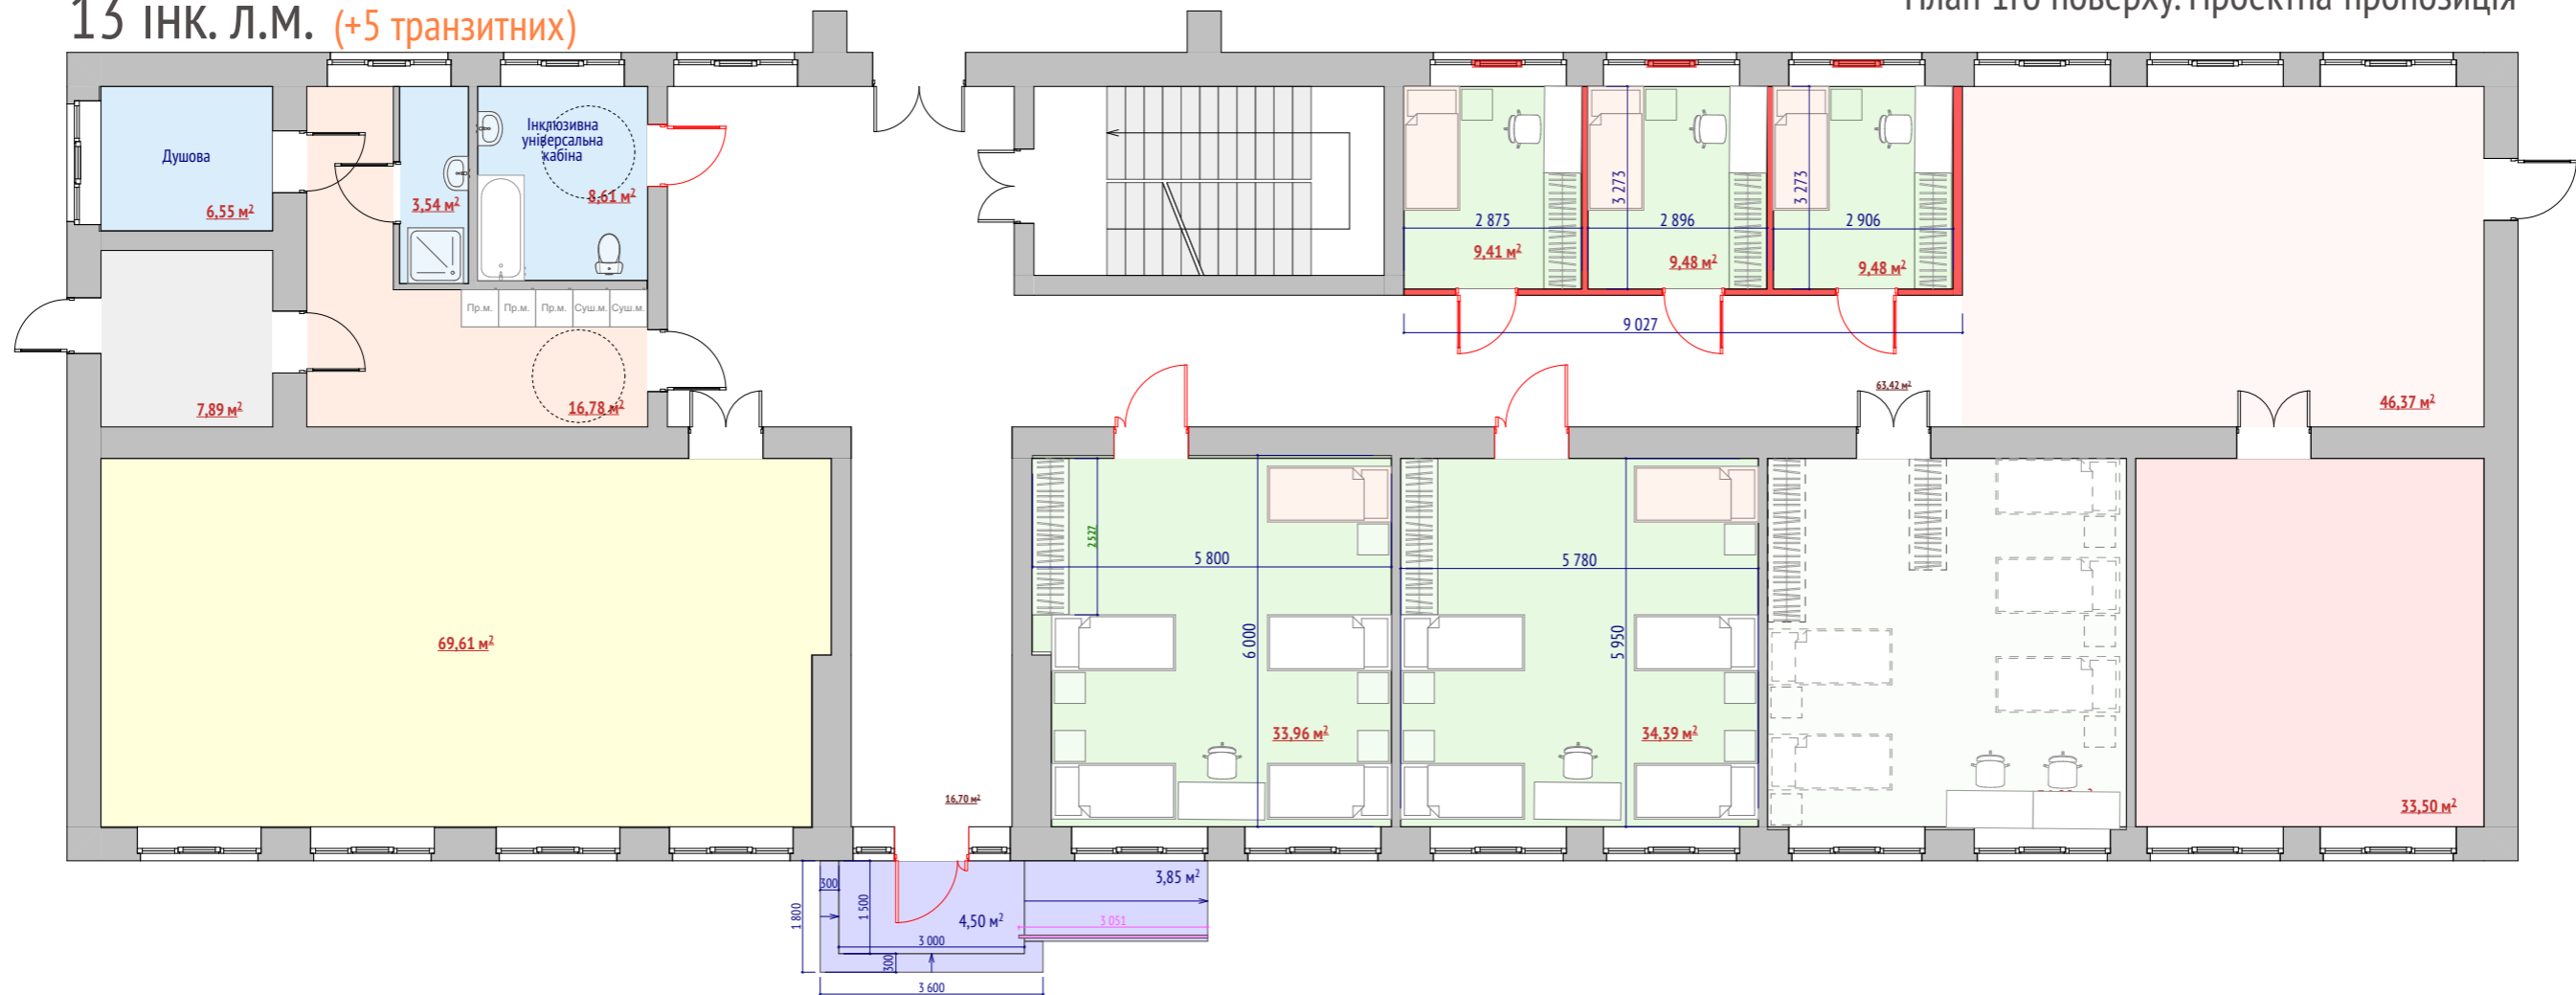 13 інк. л.м. (+5 транзитних)
План 1го поверху. Проектна пропозиція
Душова
6,55 м²
3,54 м²
Інклюзивна
універсальна
кабіна
8,61 м²
Пр.м. Пр.м. Пр.м. Суш.м. Суш.м.
7,89 м²
16,78 м²
2 875
9,41 м²
3 273
2 896
9,48 м²
3 273
2 906
9,48 м²
9 027
63,42 м²
46,37 м²
69,61 м²
16,70 м²
2 527
5 800
6 000
33,96 м²
5 780
5 950
34,39 м²
33,50 м²
300
1 500
1 800
4,50 м²
3 000
300
3 600
3,85 м²
3 051